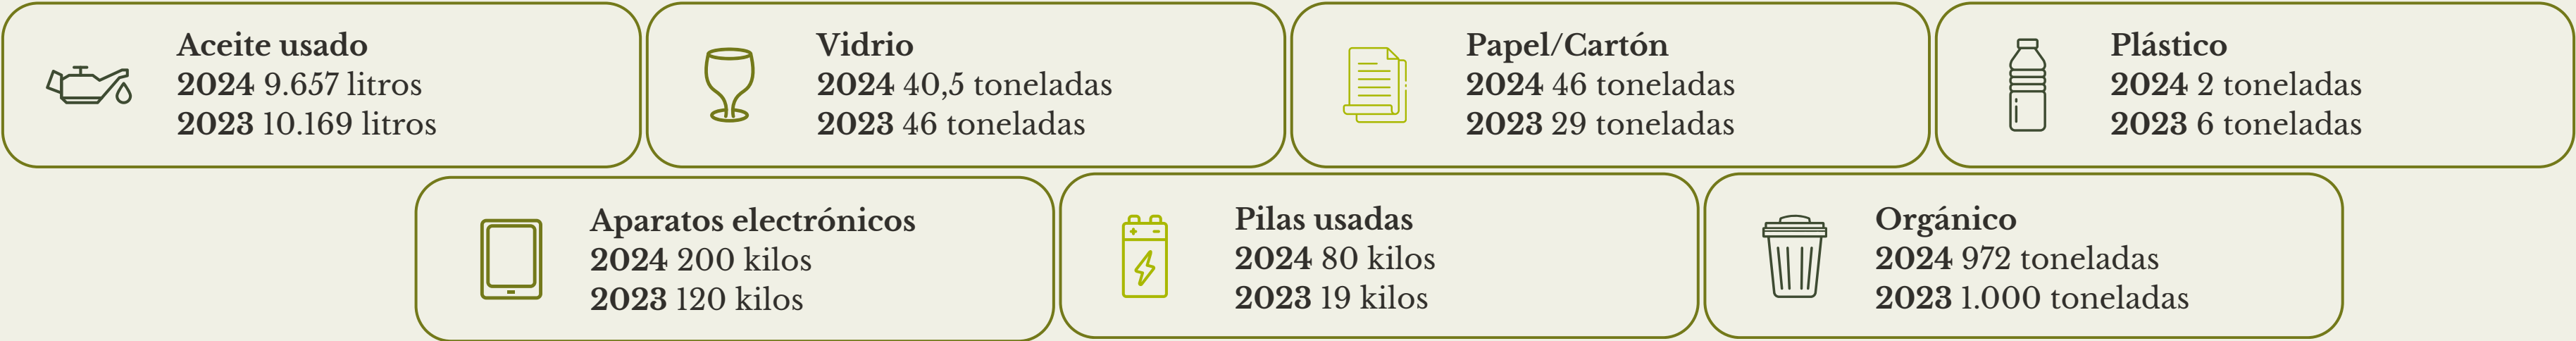 Aceite usado
2024 9.657 litros
2023 10.169 litros
Vidrio
2024 40,5 toneladas
2023 46 toneladas
Papel/Cartón
2024 46 toneladas
2023 29 toneladas
Plástico
2024 2 toneladas
2023 6 toneladas
Aparatos electrónicos
2024 200 kilos
2023 120 kilos
Pilas usadas
2024 80 kilos
2023 19 kilos
Orgánico
2024 972 toneladas
2023 1.000 toneladas